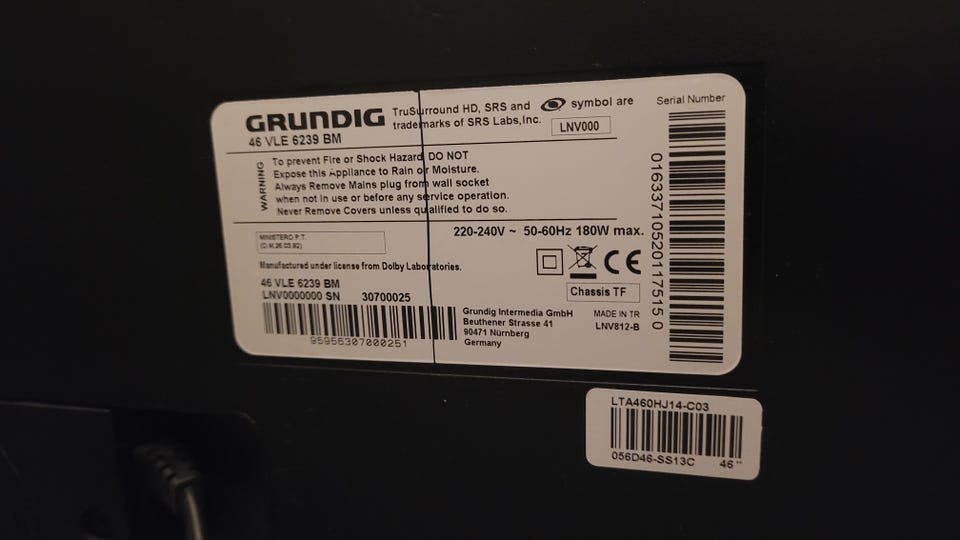 GRUNDIG
46 VLE 6239 BM
TruSurround HD, SRS and symbol are
trademarks of SRS Labs,Inc.
LNV000
Serial Number
WARNING
To prevent Fire or Shock Hazard DO NOT
Expose this Appliance to Rain or Moisture.
Always Remove Mains plug from wall socket
when not in use or before any service operation.
Never Remove Covers unless qualified to do so.
220-240V ~ 50-60Hz 180W max.
MINISTERO P.T.
(D.M.26.03.92)
Manufactured under license from Dolby Laboratories.
CE
Chassis TF
46 VLE 6239 BM
LNV0000000 SN 30700025
95956307000251
Grundig Intermedia GmbH
Beuthener Strasse 41
90471 Nürnberg
Germany
MADE IN TR
LNV812-B
01633710520117515 0
LTA460HJ14-C03
056D46-SS13C 46"